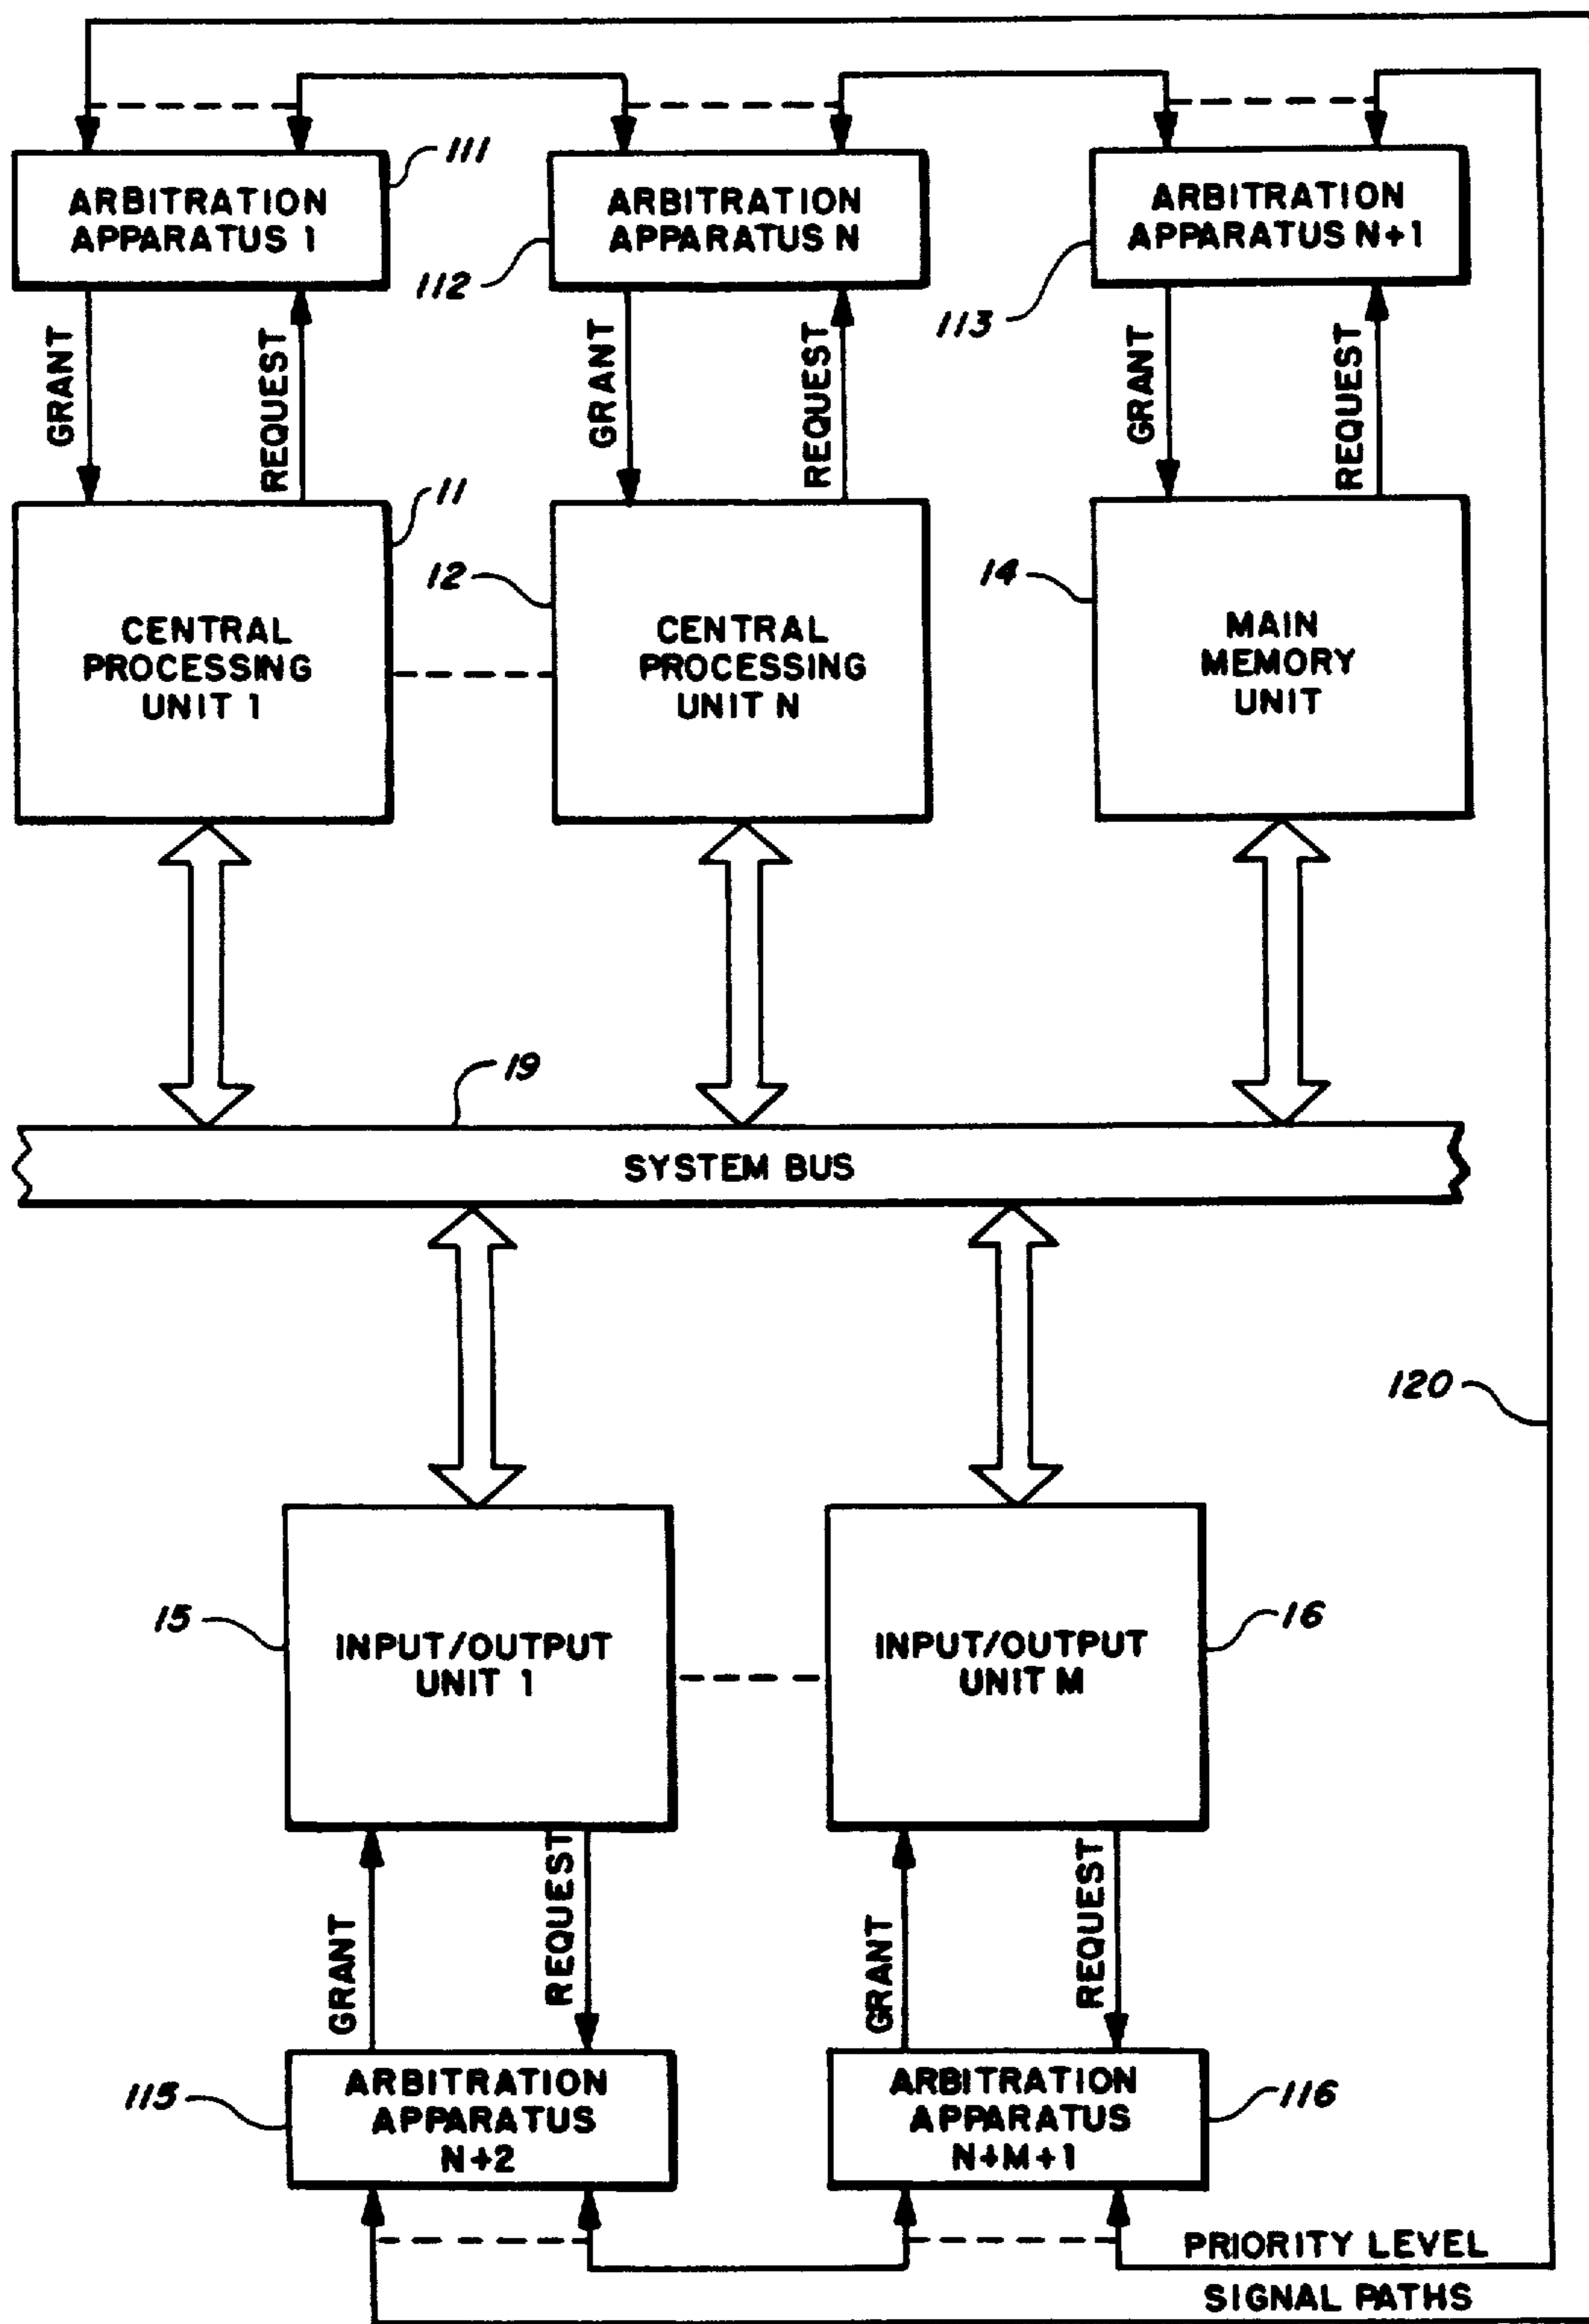 111
ARBITRATION
APPARATUS 1
112
ARBITRATION
APPARATUS N
113
ARBITRATION
APPARATUS N+1
GRANT
REQUEST
GRANT
REQUEST
GRANT
REQUEST
11
CENTRAL
PROCESSING
UNIT 1
12
CENTRAL
PROCESSING
UNIT N
14
MAIN
MEMORY
UNIT
19
SYSTEM BUS
120
15
INPUT/OUTPUT
UNIT 1
16
INPUT/OUTPUT
UNIT M
GRANT
REQUEST
GRANT
REQUEST
115
ARBITRATION
APPARATUS
N+2
116
ARBITRATION
APPARATUS
N+M+1
PRIORITY LEVEL
SIGNAL PATHS